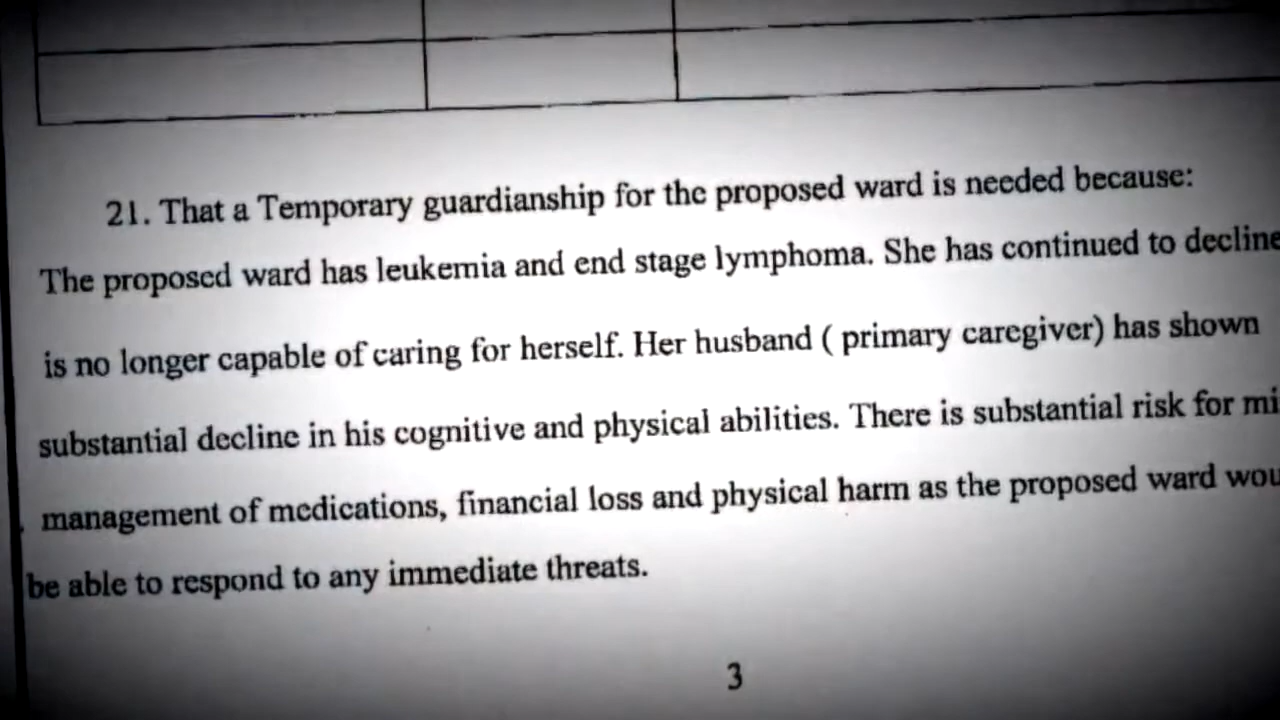 21. That a Temporary guardianship for the proposed ward is needed because:
The proposed ward has leukemia and end stage lymphoma. She has continued to decline
is no longer capable of caring for herself. Her husband ( primary caregiver) has shown
substantial decline in his cognitive and physical abilities. There is substantial risk for mi
management of medications, financial loss and physical harm as the proposed ward wou
be able to respond to any immediate threats.
3